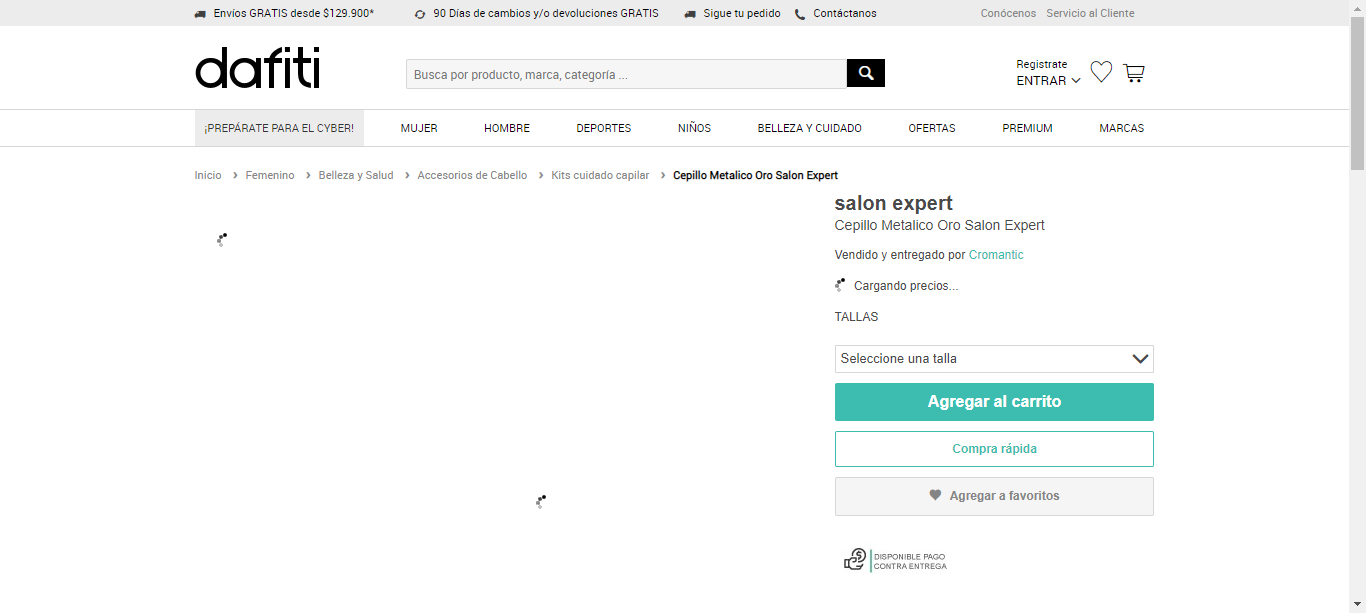 Envíos GRATIS desde $129.900*
90 Días de cambios y/o devoluciones GRATIS
Sigue tu pedido
Contáctanos
Conócenos
Servicio al Cliente
dafiti
Busca por producto, marca, categoría ...
Registrate
ENTRAR
¡PREPÁRATE PARA EL CYBER!
MUJER
HOMBRE
DEPORTES
NIÑOS
BELLEZA Y CUIDADO
OFERTAS
PREMIUM
MARCAS
Inicio > Femenino > Belleza y Salud > Accesorios de Cabello > Kits cuidado capilar > Cepillo Metalico Oro Salon Expert
salon expert
Cepillo Metalico Oro Salon Expert
Vendido y entregado por Cromantic
Cargando precios...
TALLAS
Seleccione una talla
Agregar al carrito
Compra rápida
Agregar a favoritos
DISPONIBLE PAGO
CONTRA ENTREGA